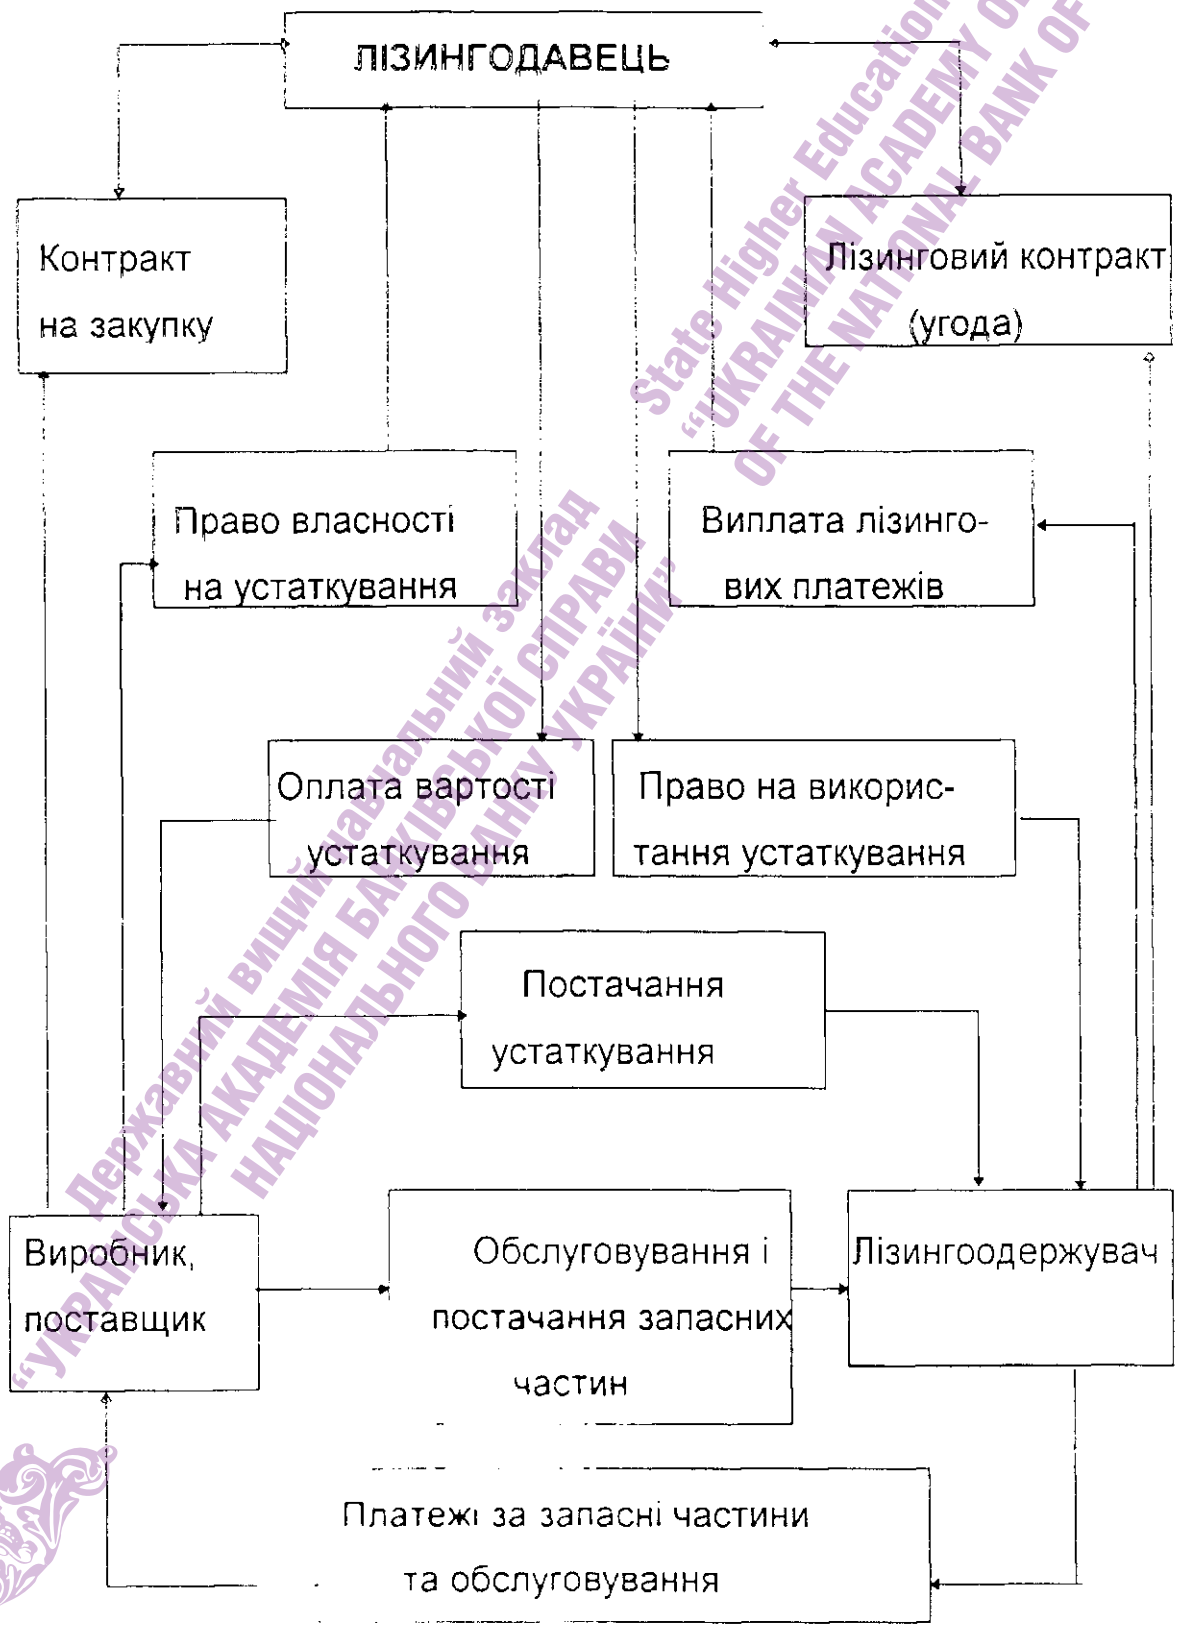 ЛІЗИНГОДАВЕЦЬ
Контракт
на закупку
Лізинговий контракт
(угода)
Право власності
на устаткування
Виплата лізинго-
вих платежів
Оплата вартості
устаткування
Право на викорис-
тання устаткування
Постачання
устаткування
Виробник,
поставщик
Обслуговування і
постачання запасних
частин
Лізингоодержувач
Платежі за запасні частини
та обслуговування
Державний вищий навчальний заклад
“УКРАЇНСЬКА АКАДЕМІЯ БАНКІВСЬКОЇ СПРАВИ
НАЦІОНАЛЬНОГО БАНКУ УКРАЇНИ”
State Higher Education
“UKRAINIAN ACADEMY OF
OF THE NATIONAL BANK OF